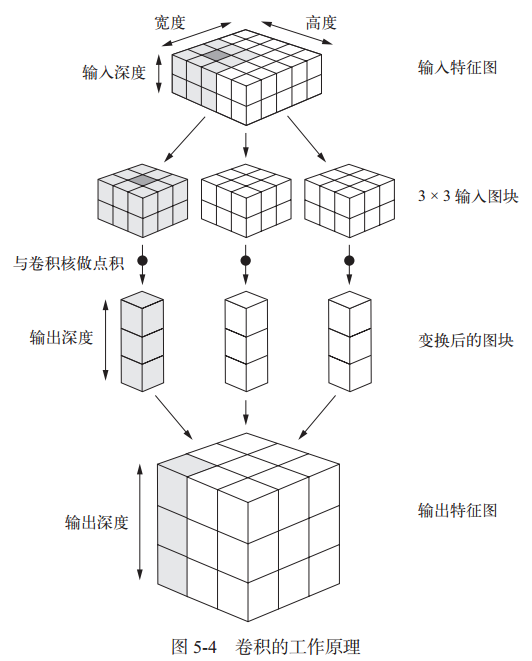 宽度
高度
输入深度
输入特征图
3 × 3 输入图块
与卷积核做点积
输出深度
变换后的图块
输出深度
输出特征图
图 5-4 卷积的工作原理